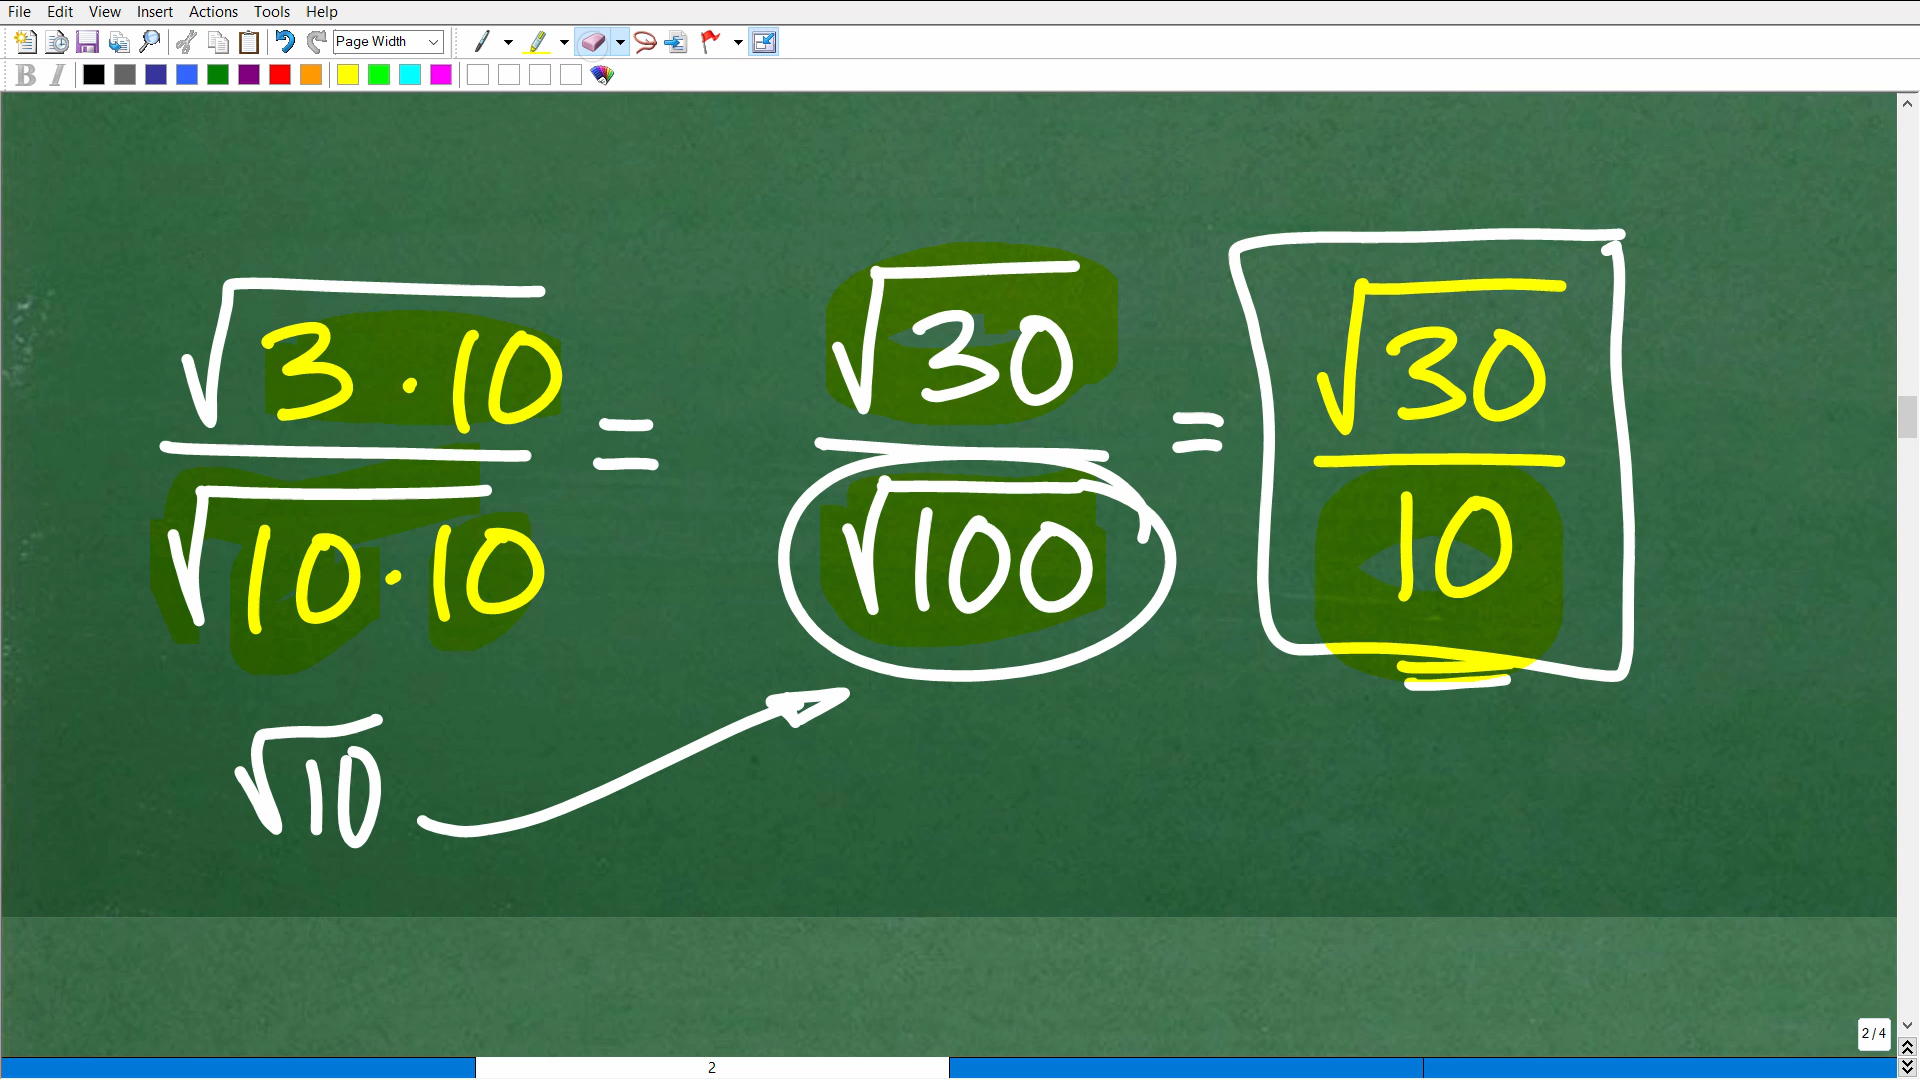 File Edit View Insert Actions Tools Help
Page Width
B I
√3·10 / √10·10 = √30 / √100 = √30 / 10
√10
2 / 4
2